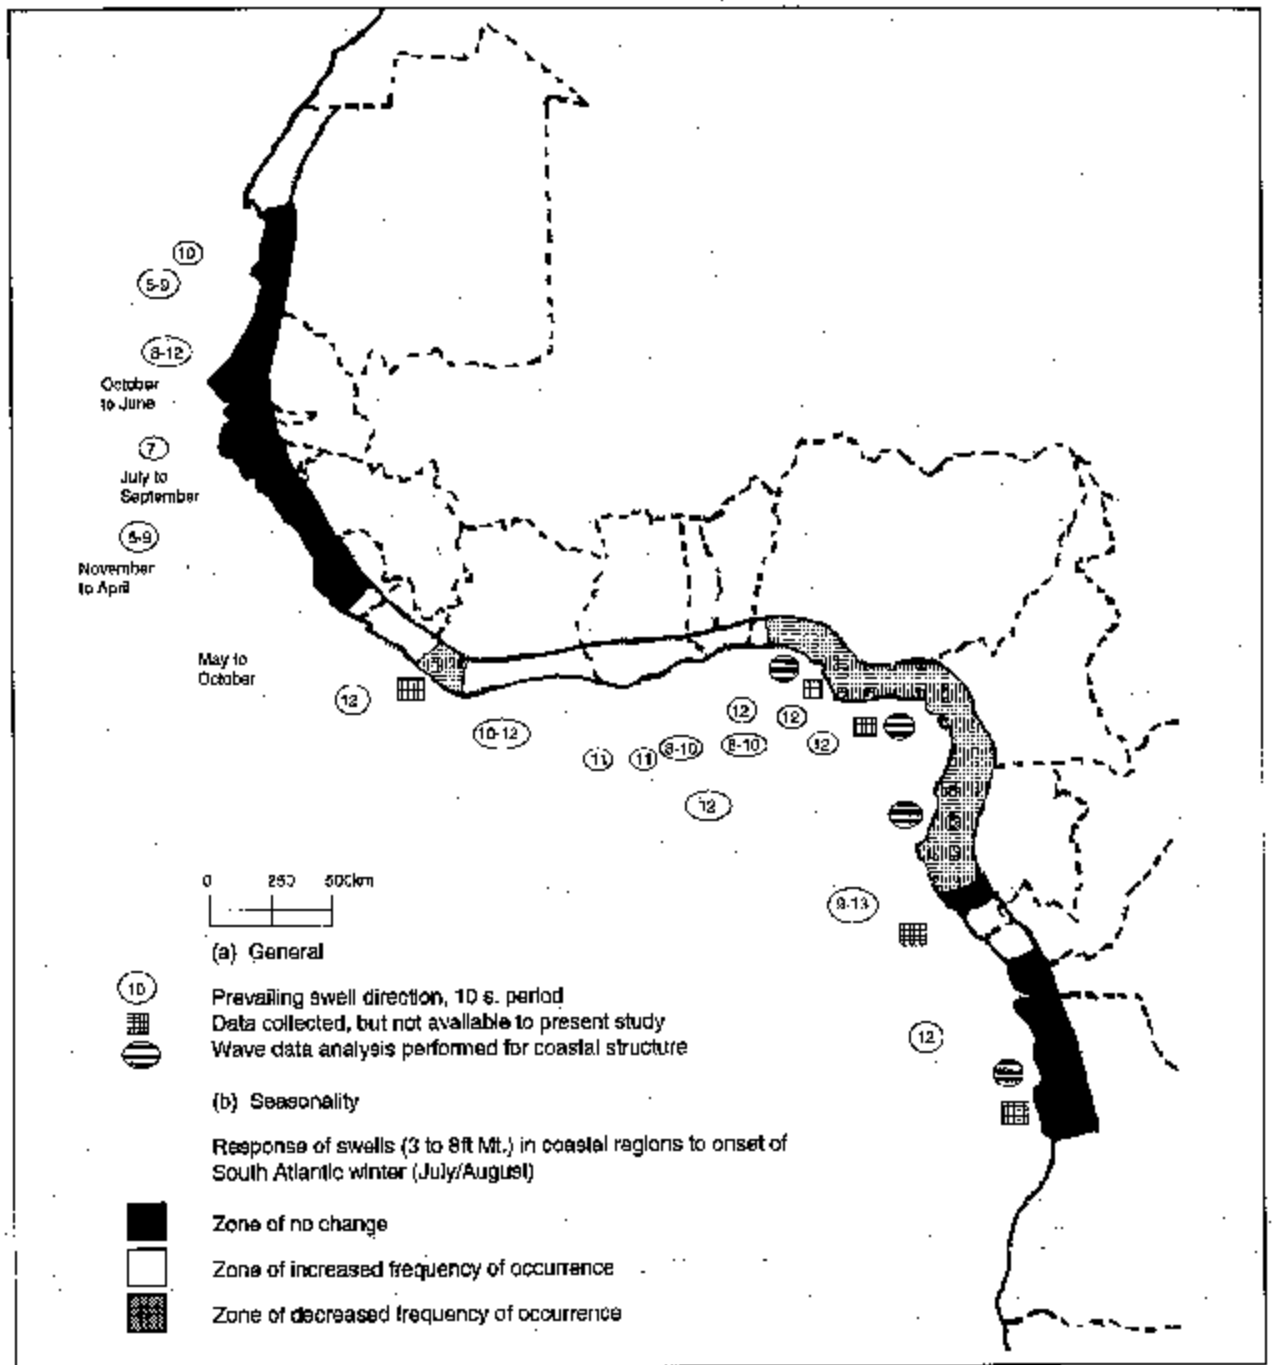 10
5-9
8-12
October
to June
7
July to
September
5-9
November
to April
May to
October
12
10-12
11
11
8-10
12
8-10
12
12
12
9-13
12
0 250 500km
(a) General
10
Prevailing swell direction, 10 s. period
Data collected, but not available to present study
Wave data analysis performed for coastal structure
(b) Seasonality
Response of swells (3 to 8ft Mt.) in coastal regions to onset of
South Atlantic winter (July/August)
Zone of no change
Zone of increased frequency of occurrence
Zone of decreased frequency of occurrence